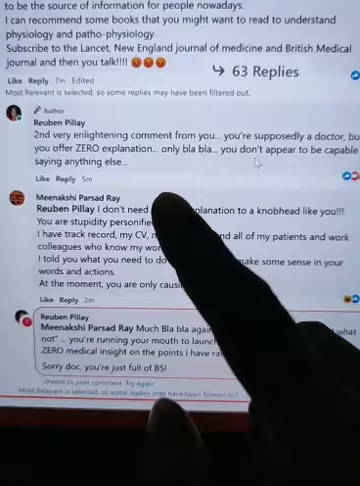 to be the source of information for people nowadays.
I can recommend some books that you might want to read to understand
physiology and patho-physiology.
Subscribe to the Lancet, New England journal of medicine and British Medical
journal and then you talk!!!! 😡😡😡
63 Replies
Like Reply 7m Edited
Most Relevant is selected, so some replies may have been filtered out.
Author
Reuben Pillay
2nd very enlightening comment from you... you're supposedly a doctor, bu
you offer ZERO explanation... only bla bla... you don't appear to be capable
saying anything else...
Like Reply 5m
Meenakshi Parsad Ray
Reuben Pillay I don't need planation to a knobhead like you!!!
You are stupidity personifie
I have track record, my CV, nd all of my patients and work
colleagues who know my wo
I told you what you need to do ake some sense in your
words and actions.
At the moment, you are only causi
Like Reply 2m
Reuben Pillay
Meenakshi Parsad Ray Much Bla bla agai what
not" .. you're running your mouth to launc
ZERO medical insight on the points i have ra
Sorry doc, you're just full of BS!
Unable to post comment. Try again
Most Relevant is selected, so some replies may have been filtered out.